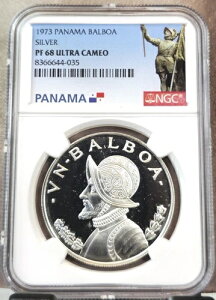 1973 PANAMA BALBOA
SILVER
PF 68 ULTRA CAMEO
8366644-035
PANAMA
NGC
VN·BALBOA